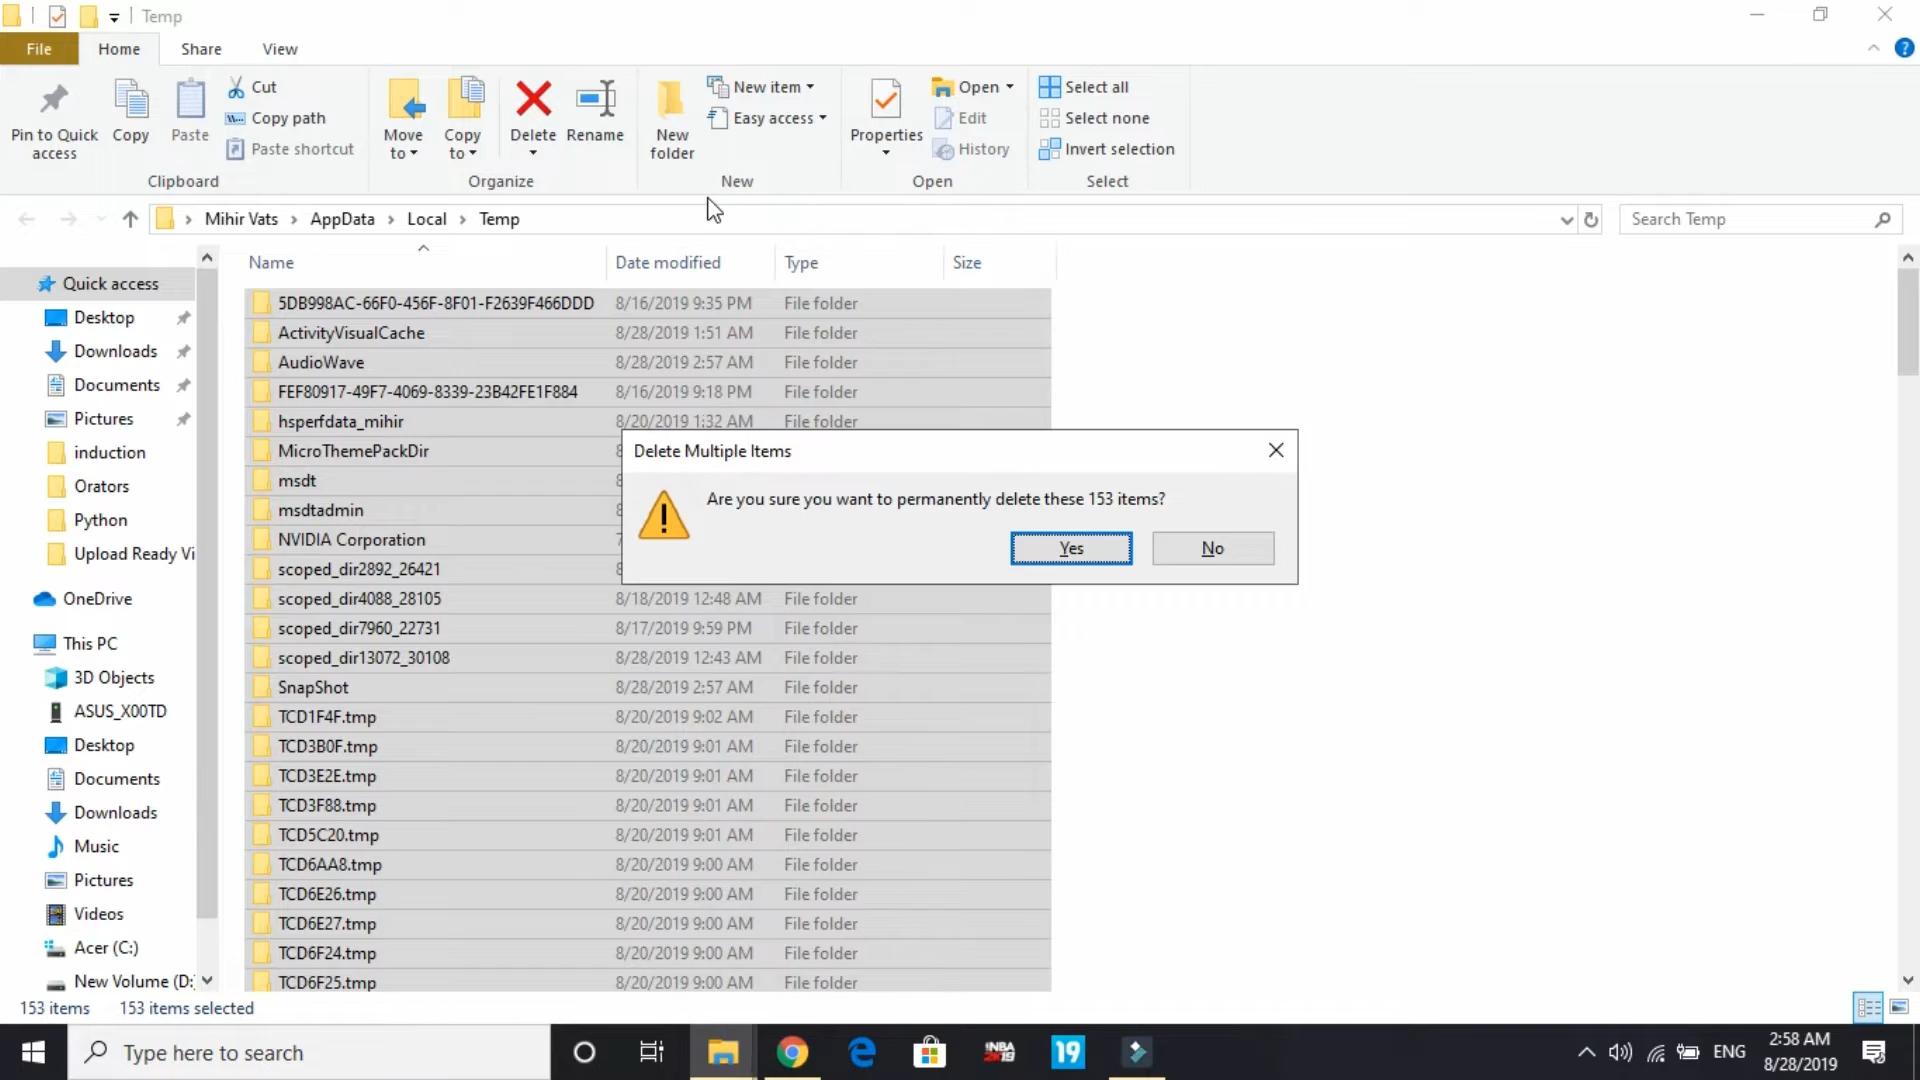 Temp
File Home Share View
Pin to Quick access
Copy
Paste
Cut
Copy path
Paste shortcut
Clipboard
Move to
Copy to
Delete
Rename
Organize
New folder
New item
Easy access
New
Properties
Open
Edit
History
Open
Select all
Select none
Invert selection
Select
Mihir Vats > AppData > Local > Temp
Search Temp
Name Date modified Type Size
Quick access
Desktop
Downloads
Documents
Pictures
induction
Orators
Python
Upload Ready Vi
OneDrive
This PC
3D Objects
ASUS_X00TD
Desktop
Documents
Downloads
Music
Pictures
Videos
Acer (C:)
New Volume (D:
5DB998AC-66F0-456F-8F01-F2639F466DDD 8/16/2019 9:35 PM File folder
ActivityVisualCache 8/28/2019 1:51 AM File folder
AudioWave 8/28/2019 2:57 AM File folder
FEF80917-49F7-4069-8339-23B42FE1F884 8/16/2019 9:18 PM File folder
hsperfdata_mihir 8/20/2019 1:32 AM File folder
MicroThemePackDir
msdt
msdtadmin
NVIDIA Corporation
scoped_dir2892_26421
scoped_dir4088_28105 8/18/2019 12:48 AM File folder
scoped_dir7960_22731 8/17/2019 9:59 PM File folder
scoped_dir13072_30108 8/28/2019 12:43 AM File folder
SnapShot 8/28/2019 2:57 AM File folder
TCD1F4F.tmp 8/20/2019 9:02 AM File folder
TCD3B0F.tmp 8/20/2019 9:01 AM File folder
TCD3E2E.tmp 8/20/2019 9:01 AM File folder
TCD3F88.tmp 8/20/2019 9:01 AM File folder
TCD5C20.tmp 8/20/2019 9:01 AM File folder
TCD6AA8.tmp 8/20/2019 9:00 AM File folder
TCD6E26.tmp 8/20/2019 9:00 AM File folder
TCD6E27.tmp 8/20/2019 9:00 AM File folder
TCD6F24.tmp 8/20/2019 9:00 AM File folder
TCD6F25.tmp 8/20/2019 9:00 AM File folder
Delete Multiple Items
Are you sure you want to permanently delete these 153 items?
Yes No
153 items 153 items selected
Type here to search
NBA 2K19
19
ENG
2:58 AM
8/28/2019